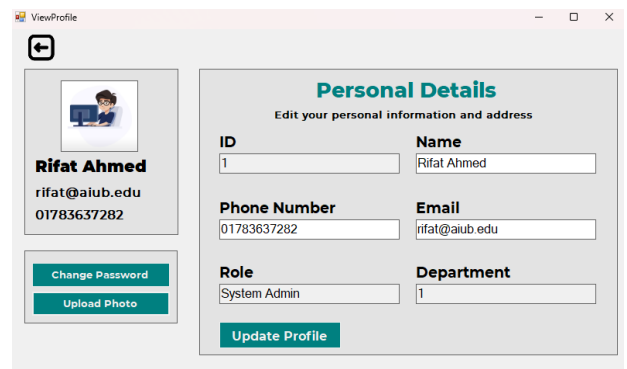 ViewProfile
Rifat Ahmed
rifat@aiub.edu
01783637282
Change Password
Upload Photo
Personal Details
Edit your personal information and address
ID
1
Name
Rifat Ahmed
Phone Number
01783637282
Email
rifat@aiub.edu
Role
System Admin
Department
1
Update Profile